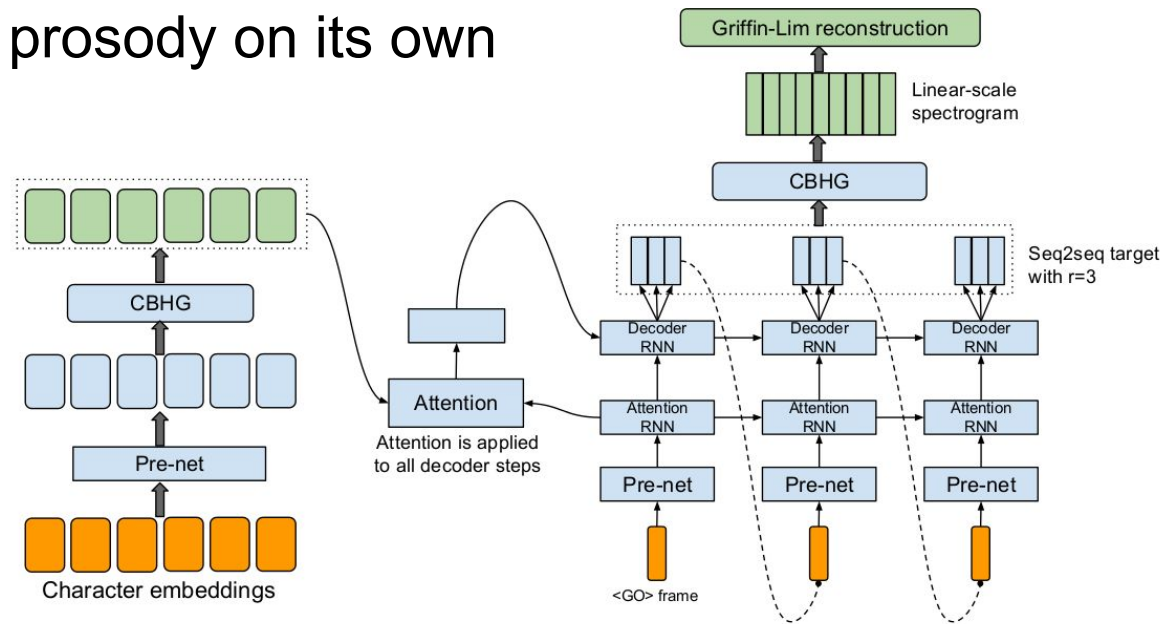 prosody on its own
Griffin-Lim reconstruction
Linear-scale
spectrogram
CBHG
Seq2seq target
with r=3
CBHG
Decoder
RNN
Decoder
RNN
Decoder
RNN
Attention
Attention is applied
to all decoder steps
Attention
RNN
Attention
RNN
Attention
RNN
Pre-net
Pre-net
Pre-net
Pre-net
Character embeddings
<GO> frame